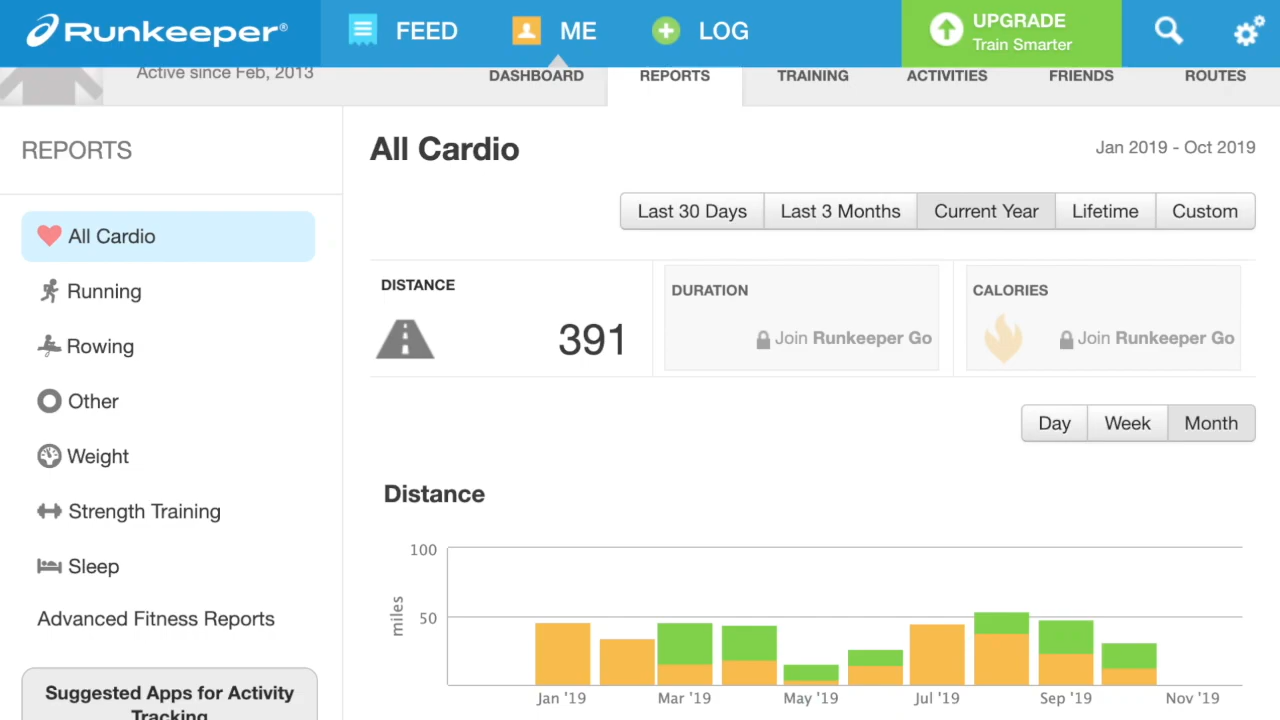 Runkeeper®
FEED
ME
LOG
UPGRADE
Train Smarter
Active since Feb, 2013
DASHBOARD
REPORTS
TRAINING
ACTIVITIES
FRIENDS
ROUTES
REPORTS
All Cardio
Running
Rowing
Other
Weight
Strength Training
Sleep
Advanced Fitness Reports
Suggested Apps for Activity
Tracking
All Cardio
Jan 2019 - Oct 2019
Last 30 Days
Last 3 Months
Current Year
Lifetime
Custom
DISTANCE
391
DURATION
Join Runkeeper Go
CALORIES
Join Runkeeper Go
Day
Week
Month
Distance
100
50
miles
Jan '19
Mar '19
May '19
Jul '19
Sep '19
Nov '19